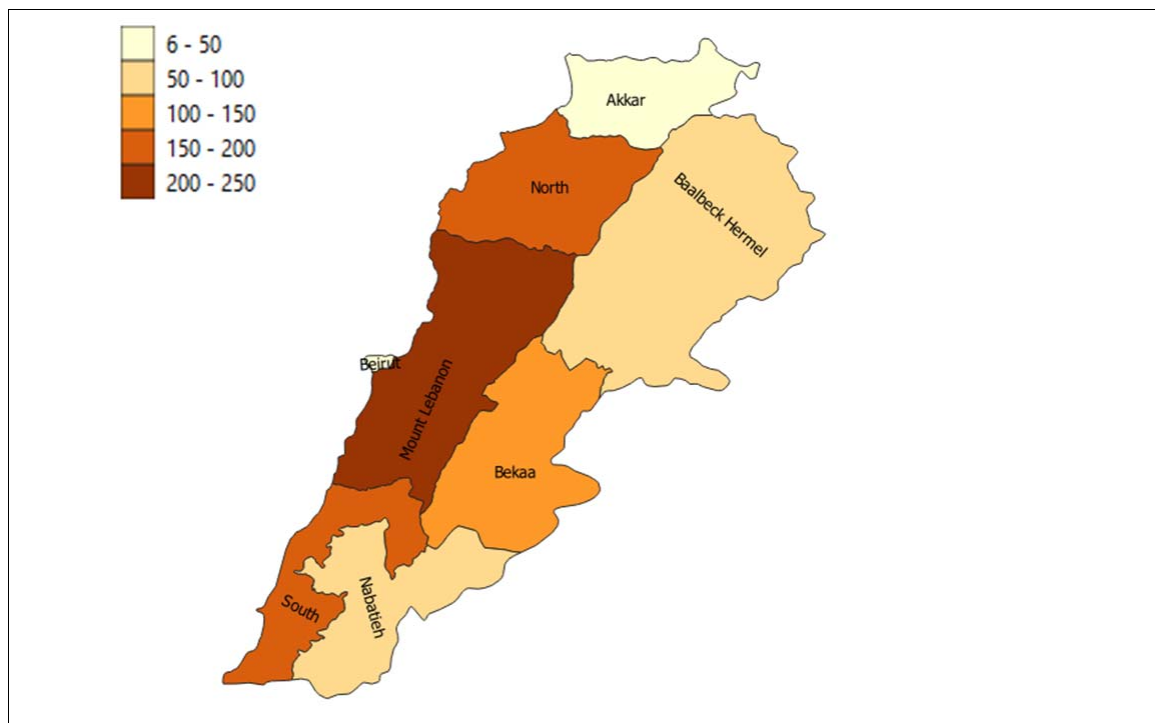 6 - 50
50 - 100
100 - 150
150 - 200
200 - 250
Akkar
North
Baalbeck Hermel
Beirut
Mount Lebanon
Bekaa
South
Nabatieh